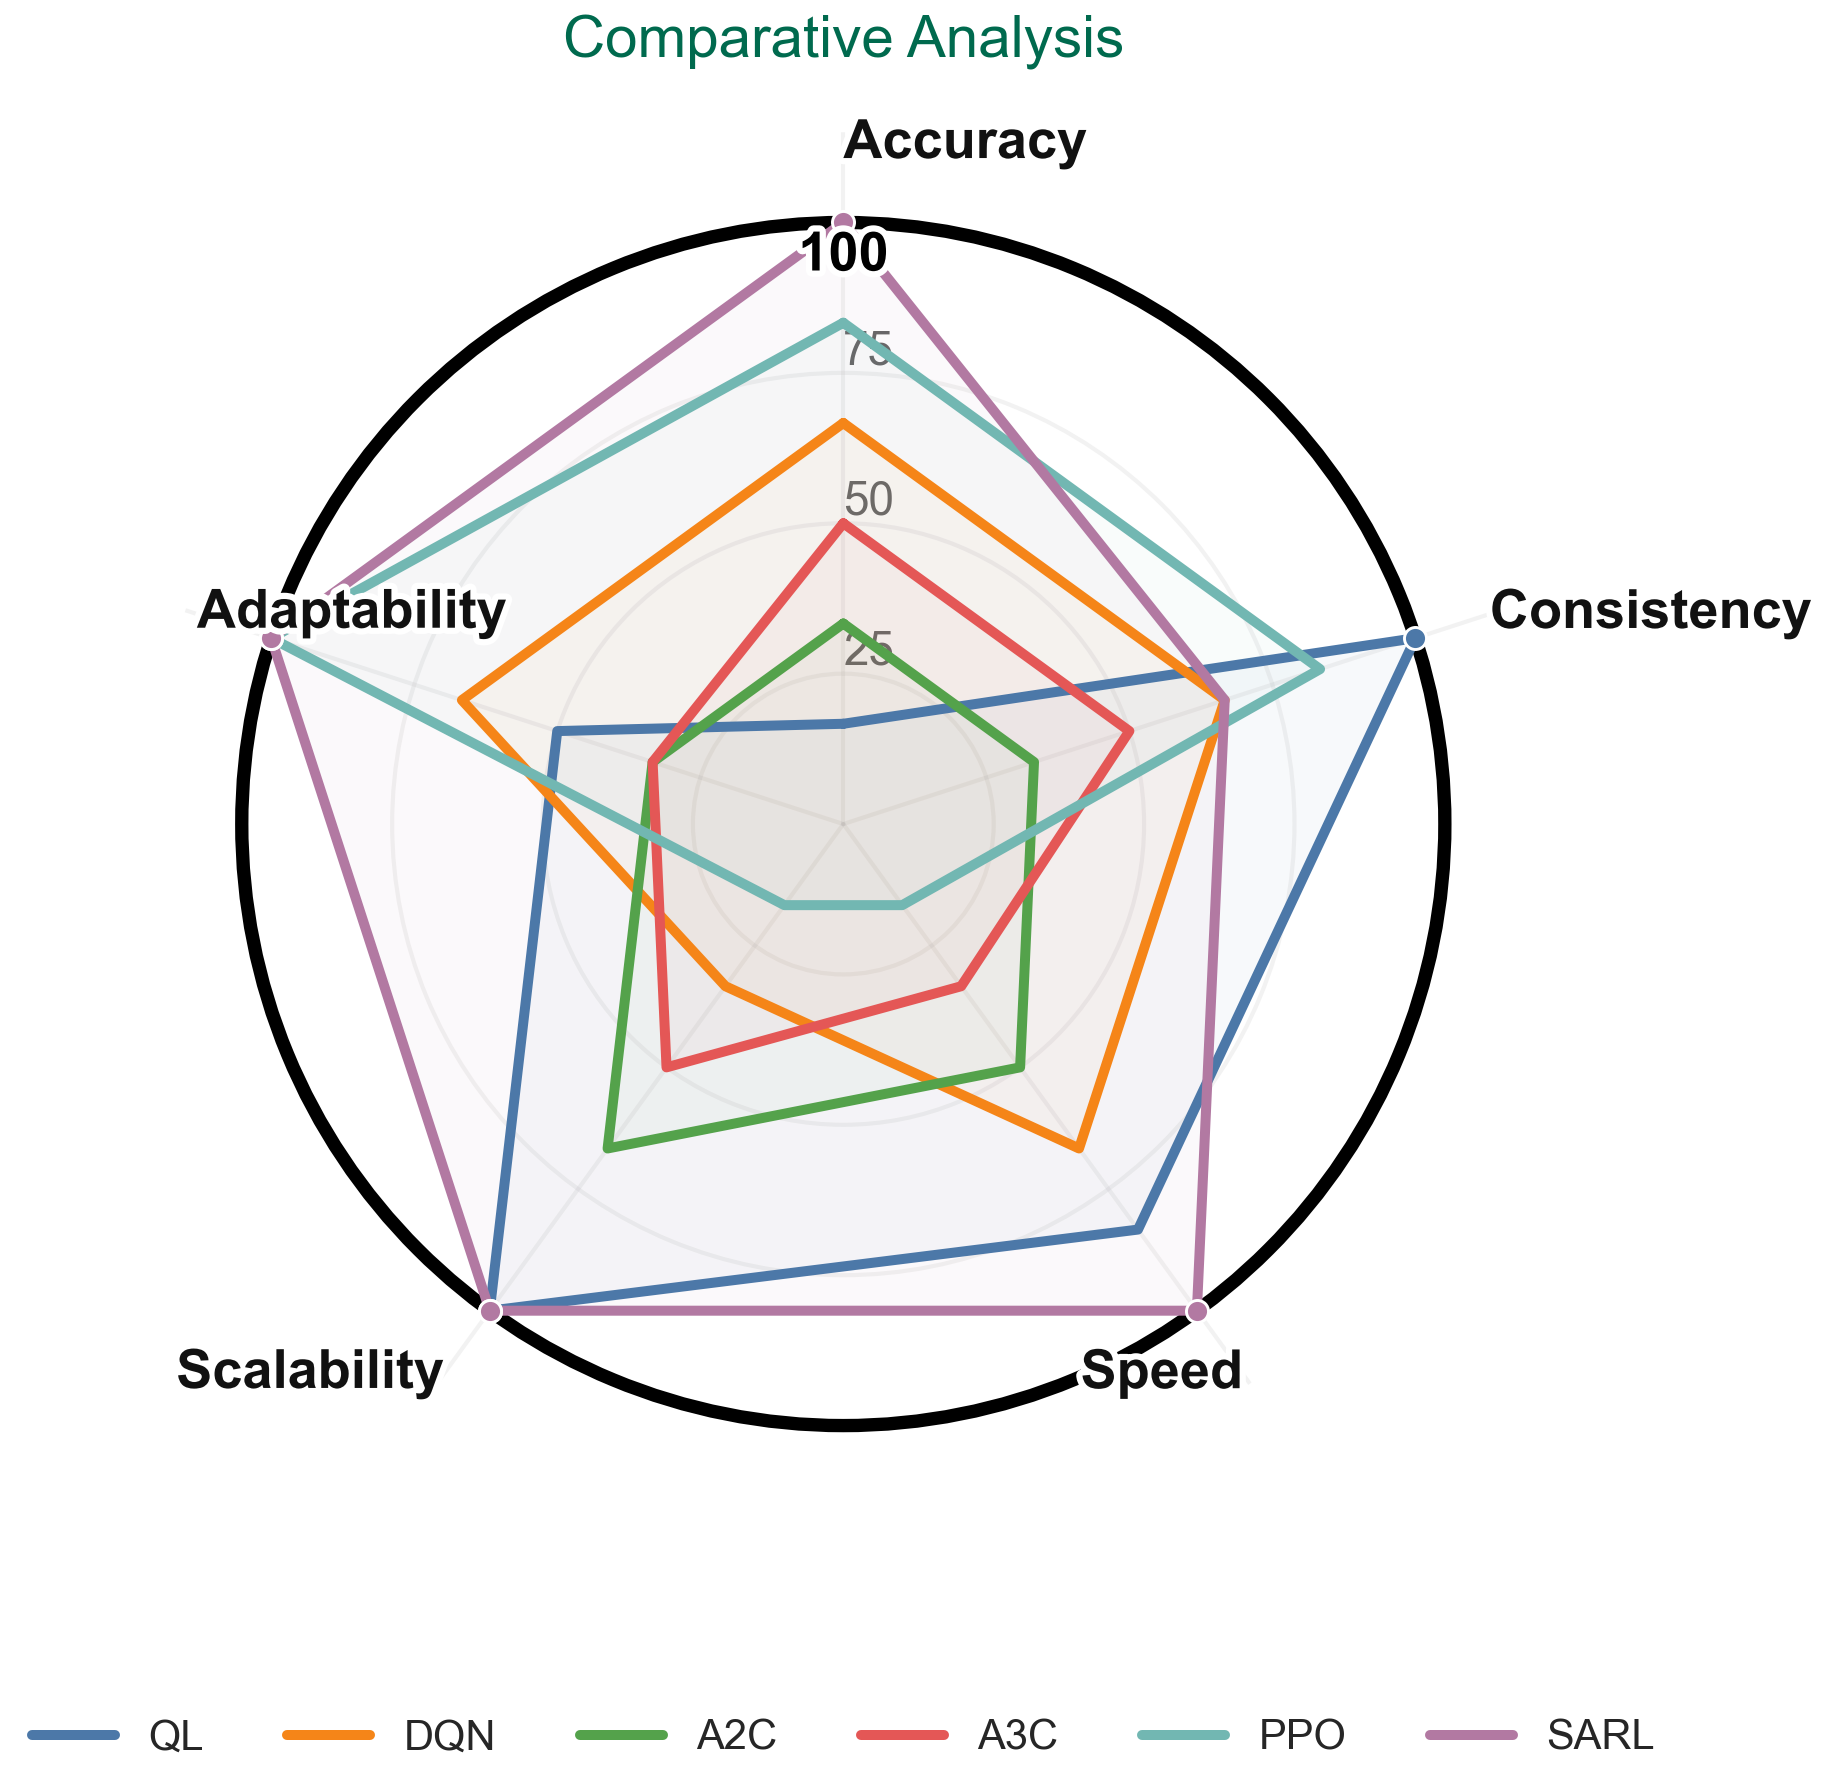 Comparative Analysis
Accuracy
100
75
50
25
Adaptability
Consistency
Scalability
Speed
QL DQN A2C A3C PPO SARL